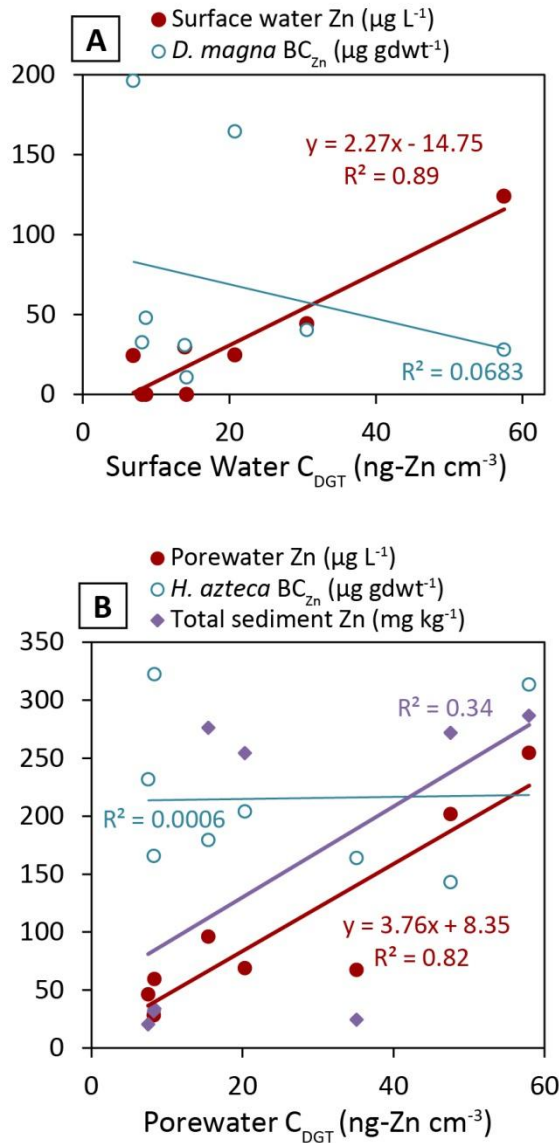 A
Surface water Zn (µg L⁻¹)
D. magna BC_Zn (µg gdwt⁻¹)
200
150
100
50
0
y = 2.27x - 14.75
R² = 0.89
R² = 0.0683
0 20 40 60
Surface Water C_DGT (ng-Zn cm⁻³)
Porewater Zn (µg L⁻¹)
B
H. azteca BC_Zn (µg gdwt⁻¹)
Total sediment Zn (mg kg⁻¹)
350
300
250
200
150
100
50
0
R² = 0.34
R² = 0.0006
y = 3.76x + 8.35
R² = 0.82
0 20 40 60
Porewater C_DGT (ng-Zn cm⁻³)